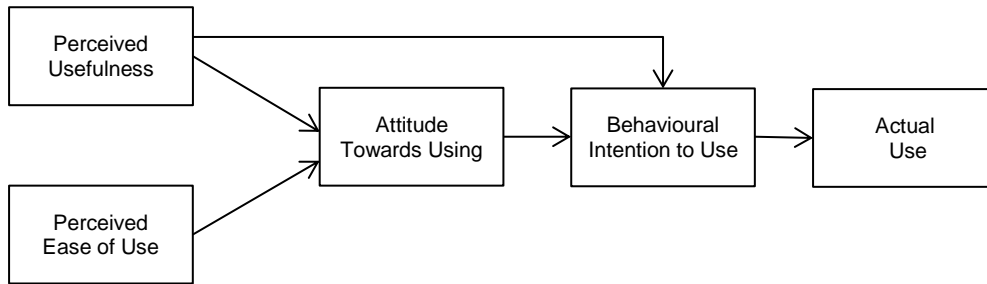 Perceived
Usefulness
Attitude
Towards Using
Behavioural
Intention to Use
Actual
Use
Perceived
Ease of Use